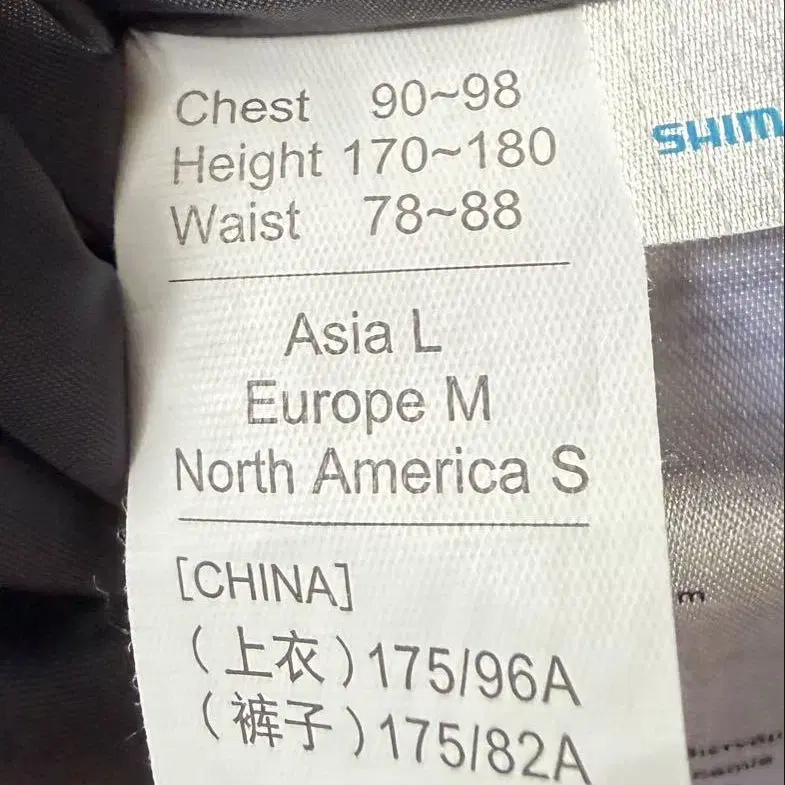 Chest 90~98
Height 170~180
Waist 78~88
Asia L
Europe M
North America S
[CHINA]
(上衣)175/96A
(裤子)175/82A
SHIM
m